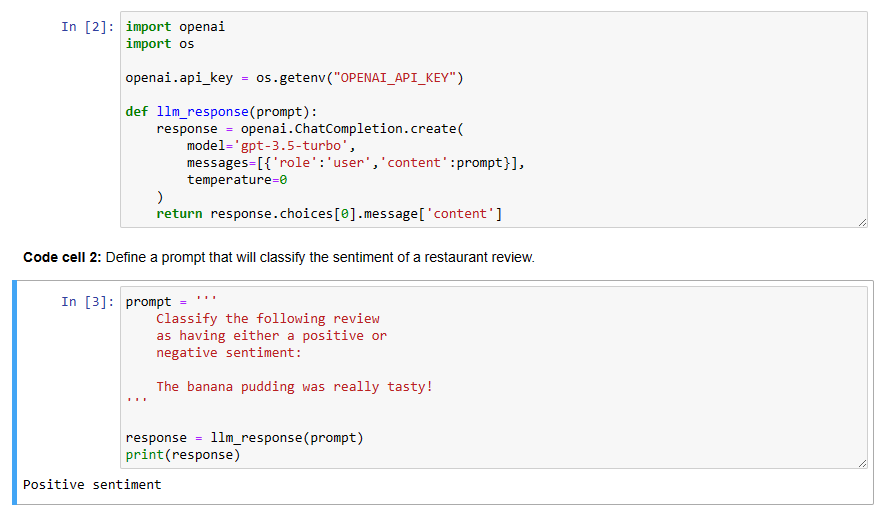 In [2]: import openai
import os

openai.api_key = os.getenv("OPENAI_API_KEY")

def llm_response(prompt):
    response = openai.ChatCompletion.create(
        model='gpt-3.5-turbo',
        messages=[{'role':'user','content':prompt}],
        temperature=0
    )
    return response.choices[0].message['content']

Code cell 2: Define a prompt that will classify the sentiment of a restaurant review.

In [3]: prompt = '''
    Classify the following review
    as having either a positive or
    negative sentiment:

    The banana pudding was really tasty!
'''

response = llm_response(prompt)
print(response)

Positive sentiment